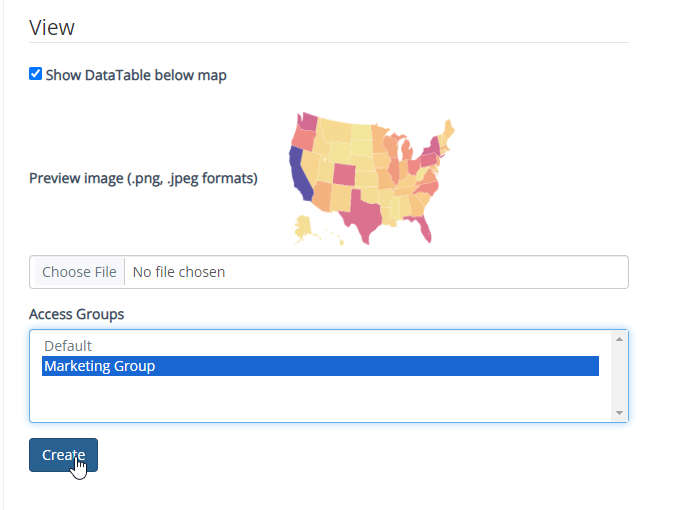 View
Show DataTable below map
Preview image (.png, .jpeg formats)
Choose File No file chosen
Access Groups
Default
Marketing Group
Create